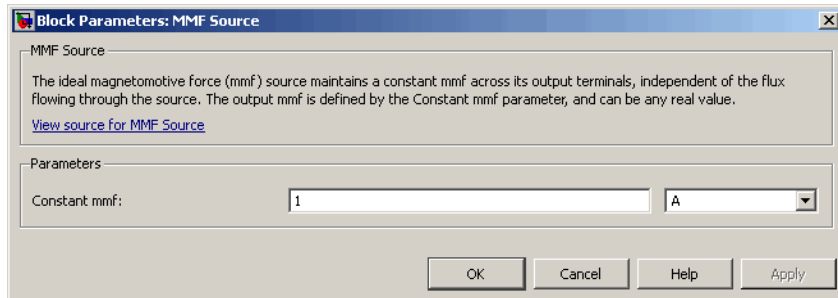 Block Parameters: MMF Source
MMF Source
The ideal magnetomotive force (mmf) source maintains a constant mmf across its output terminals, independent of the flux
flowing through the source. The output mmf is defined by the Constant mmf parameter, and can be any real value.
View source for MMF Source
Parameters
Constant mmf: 1 A
OK Cancel Help Apply